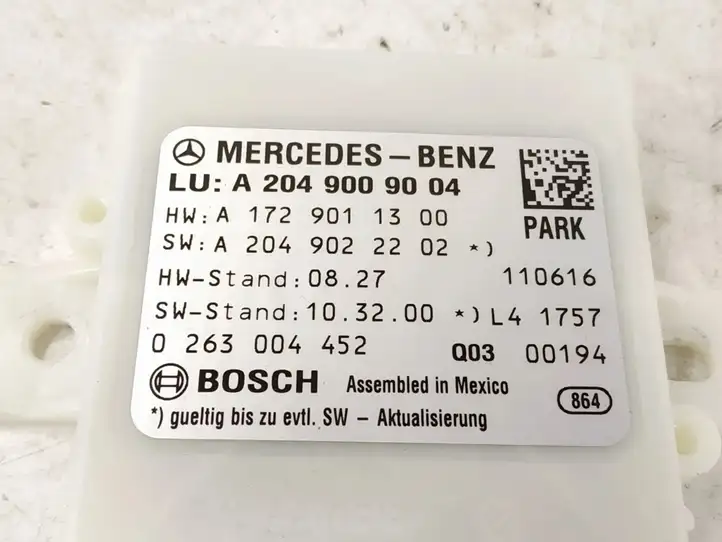 MERCEDES-BENZ
LU: A 204 900 90 04
PARK
HW: A 172 901 13 00
SW: A 204 902 22 02 *)
HW-Stand: 08.27 110616
SW-Stand: 10.32.00 *) L4 1757
0 263 004 452 Q03 00194
BOSCH Assembled in Mexico 864
*) gueltig bis zu evtl. SW - Aktualisierung